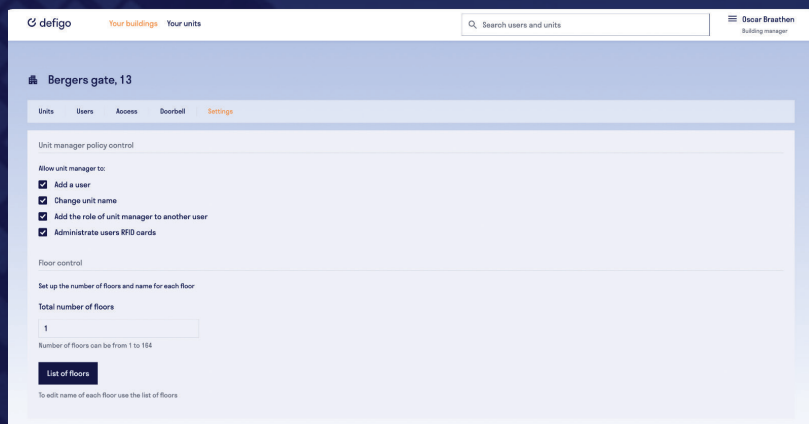 defigo
Your buildings Your units
Search users and units
Oscar Braathen
Building manager
Bergers gate, 13
Units Users Access Doorbell Settings
Unit manager policy control
Allow unit manager to:
Add a user
Change unit name
Add the role of unit manager to another user
Administrate users RFID cards
Floor control
Set up the number of floors and name for each floor
Total number of floors
1
Number of floors can be from 1 to 164
List of floors
To edit name of each floor use the list of floors